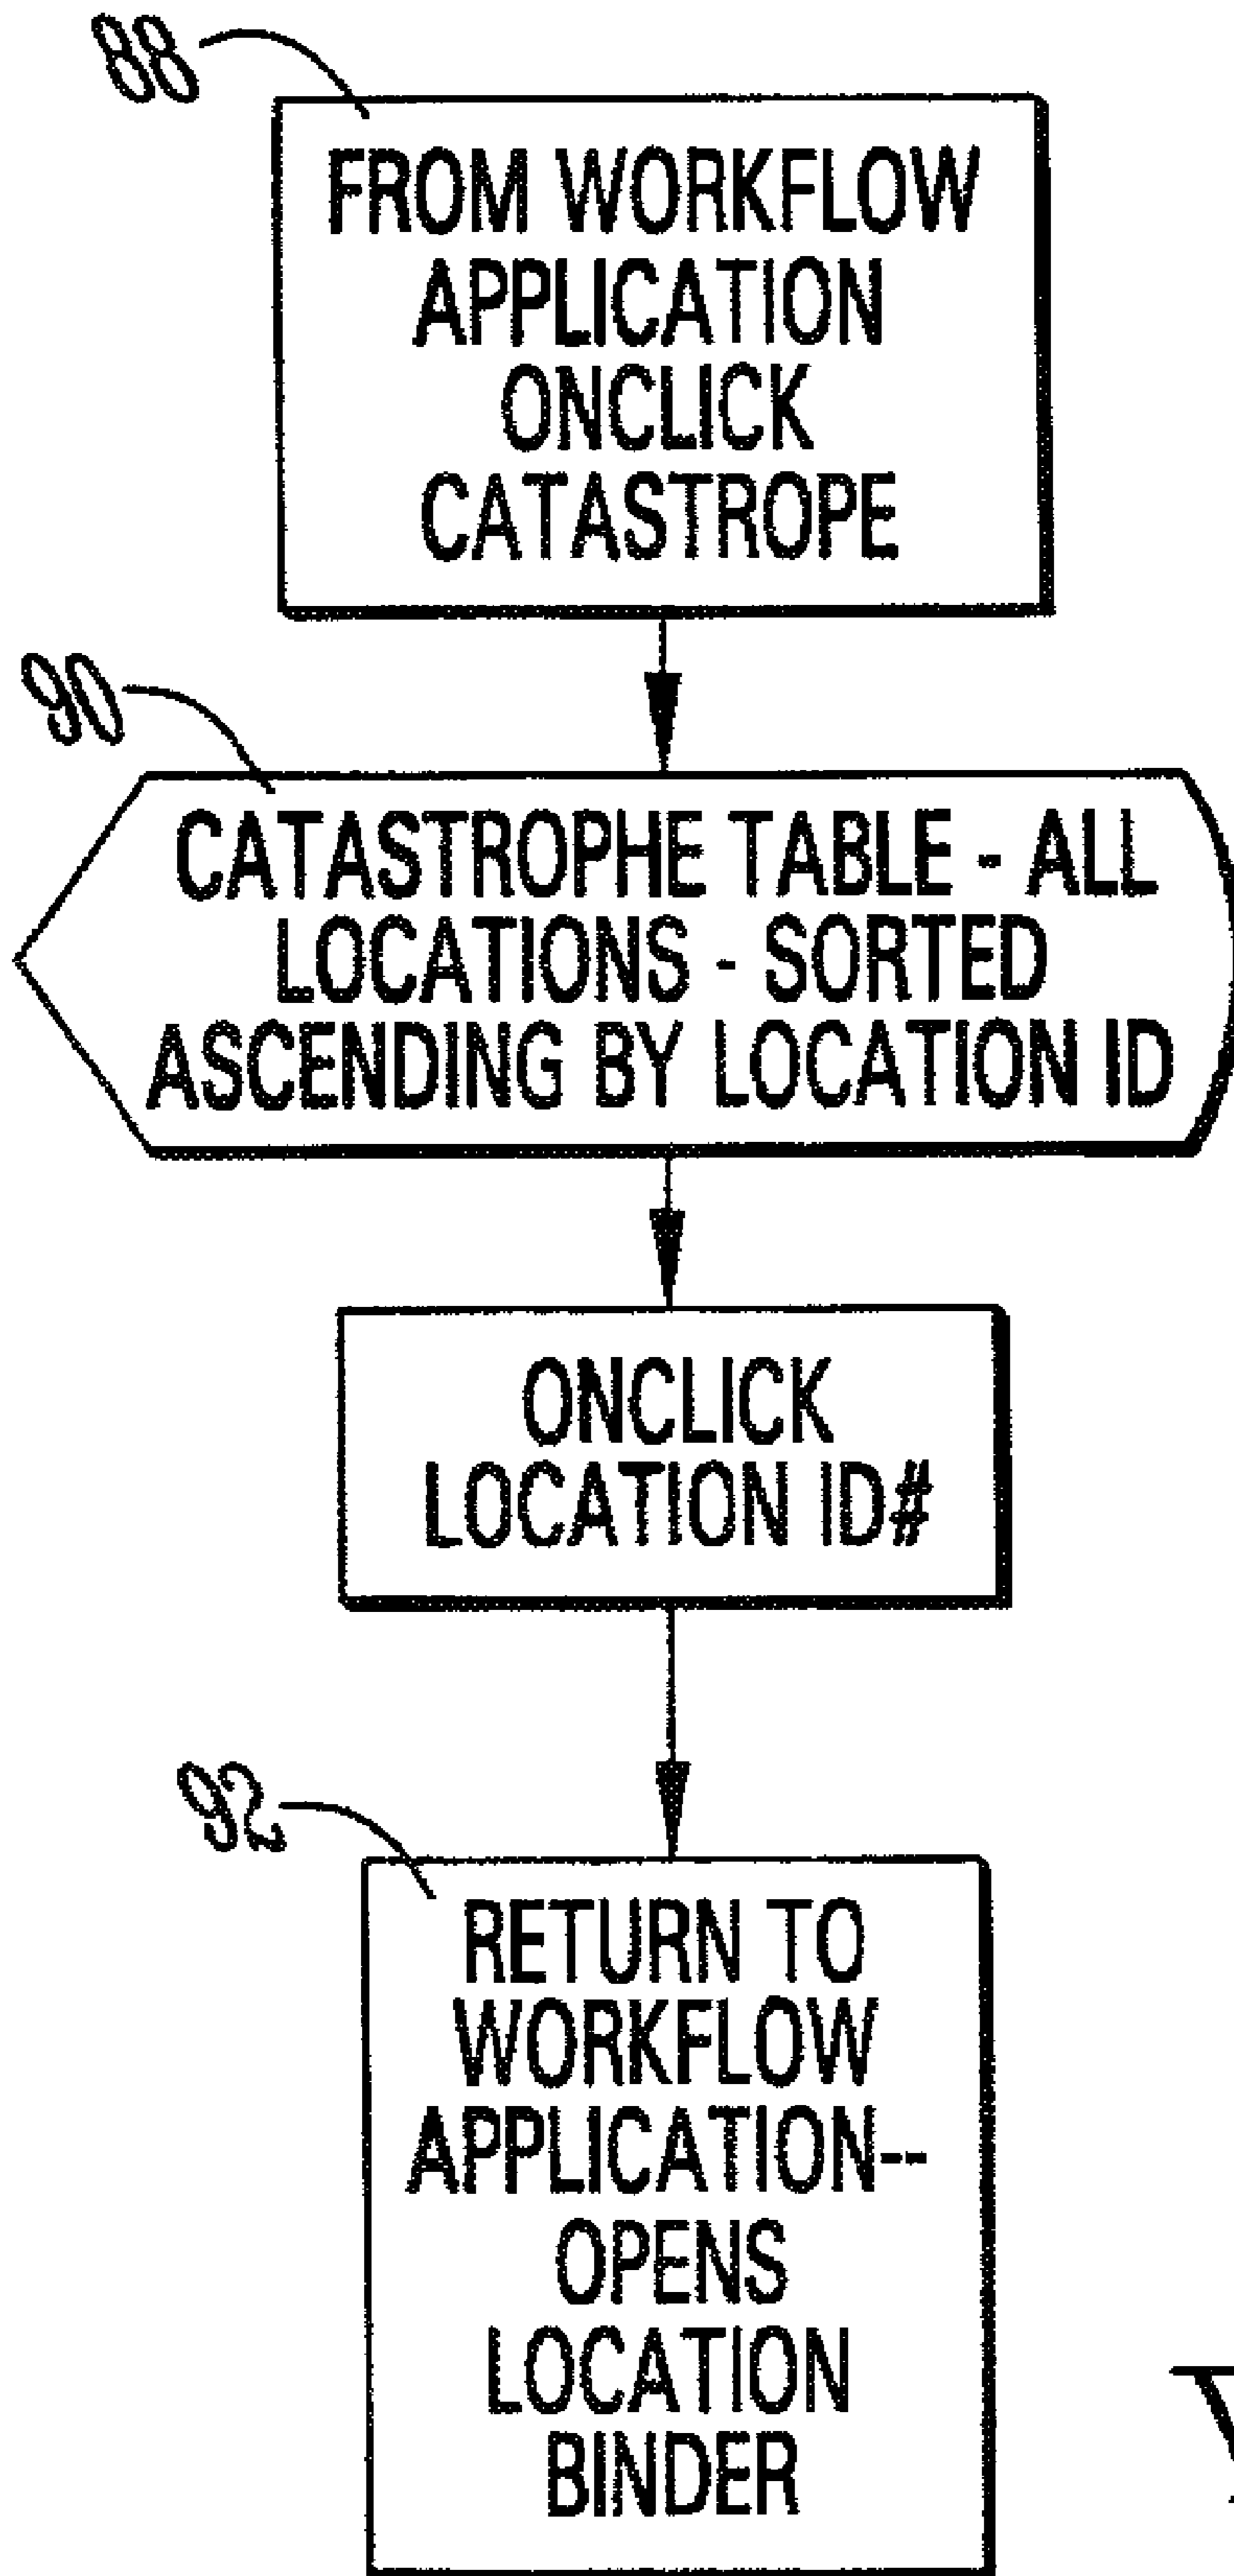 88
FROM WORKFLOW
APPLICATION
ONCLICK
CATASTROPE
90
CATASTROPHE TABLE - ALL
LOCATIONS - SORTED
ASCENDING BY LOCATION ID
ONCLICK
LOCATION ID#
92
RETURN TO
WORKFLOW
APPLICATION--
OPENS
LOCATION
BINDER